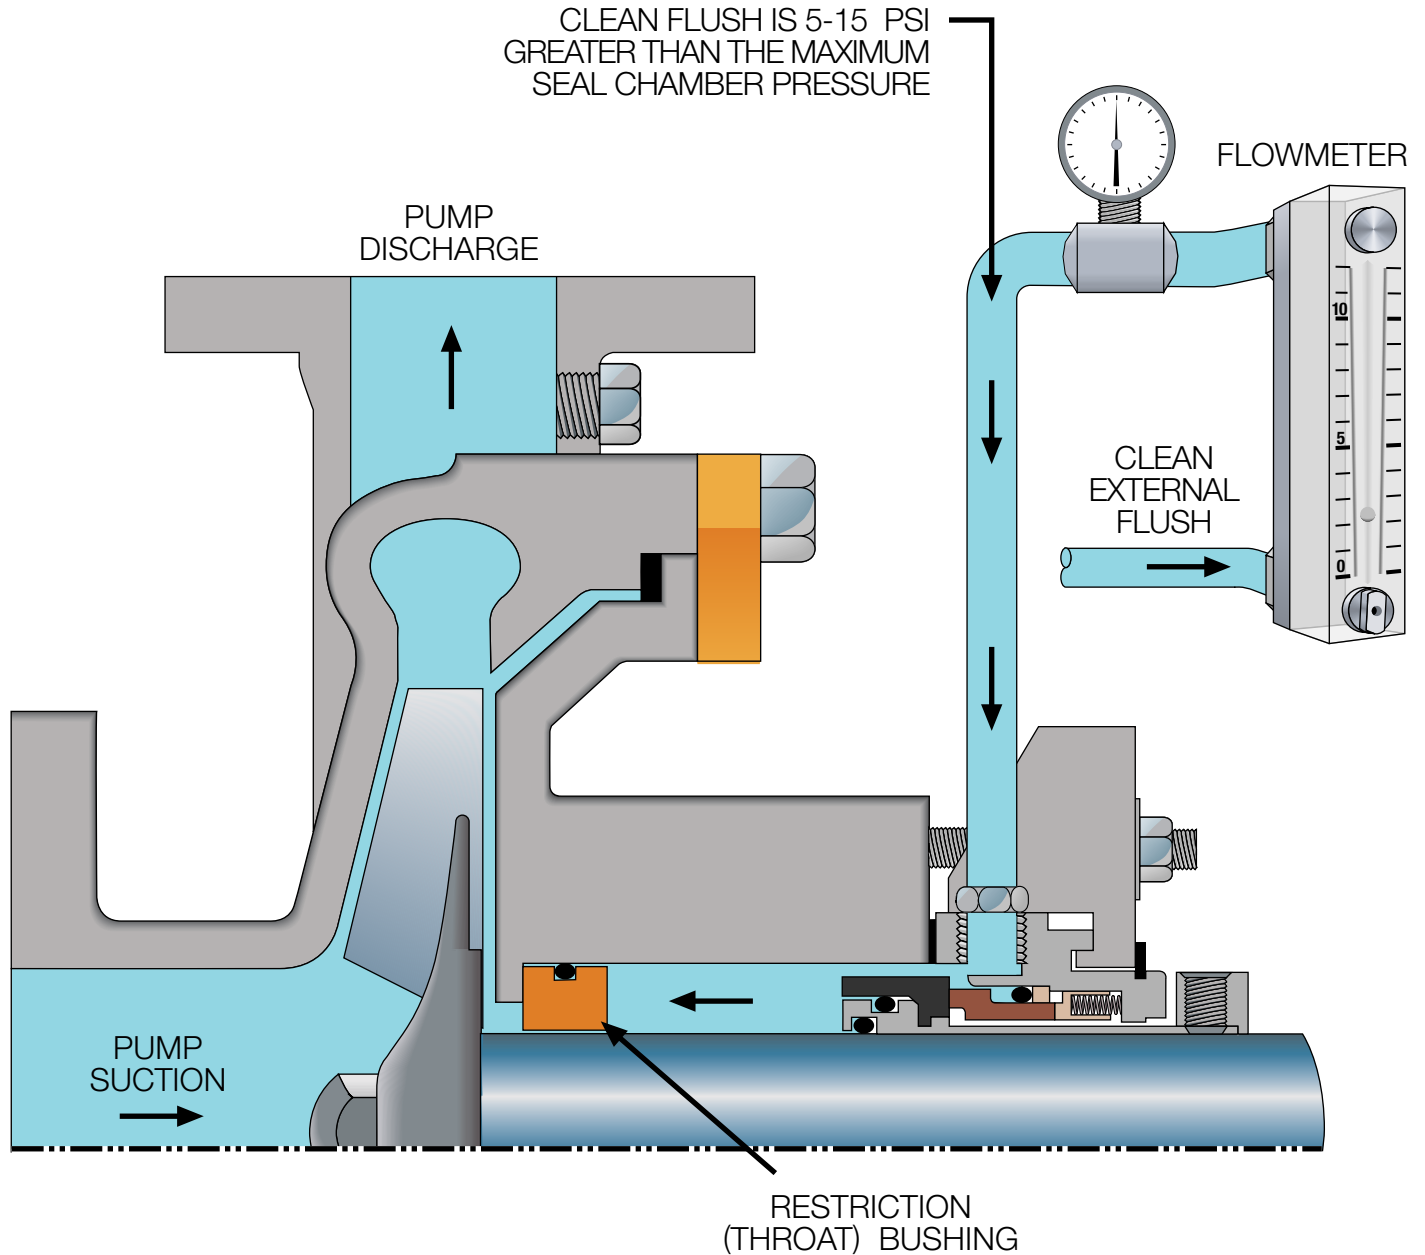 CLEAN FLUSH IS 5-15 PSI
GREATER THAN THE MAXIMUM
SEAL CHAMBER PRESSURE
FLOWMETER
PUMP
DISCHARGE
10
5
0
CLEAN
EXTERNAL
FLUSH
PUMP
SUCTION
RESTRICTION
(THROAT) BUSHING